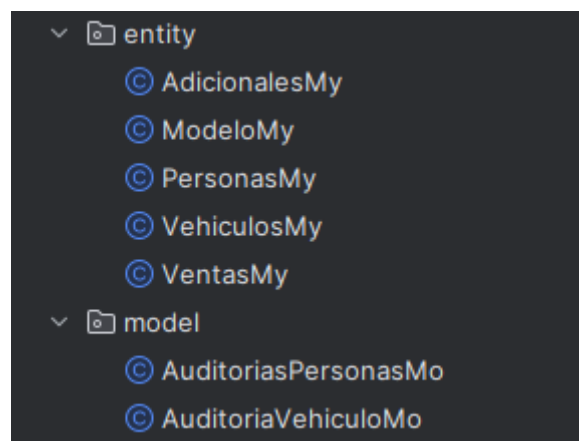 entity
AdicionalesMy
ModeloMy
PersonasMy
VehiculosMy
VentasMy
model
AuditoriasPersonasMo
AuditoriaVehiculoMo